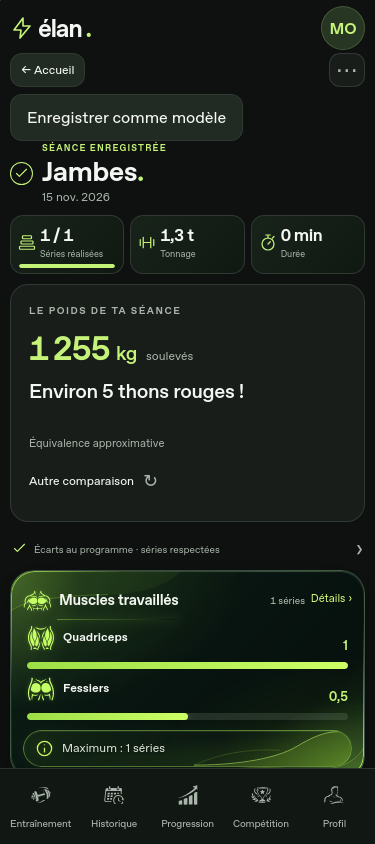 élan.
MO
← Accueil
...
Enregistrer comme modèle
SÉANCE ENREGISTRÉE
Jambes.
15 nov. 2026
1 / 1
Séries réalisées
1,3 t
Tonnage
0 min
Durée
LE POIDS DE TA SÉANCE
1 255 kg soulevés
Environ 5 thons rouges !
Équivalence approximative
Autre comparaison ↻
Écarts au programme · séries respectées ❯
Muscles travaillés
1 séries Détails ›
Quadriceps
1
Fessiers
0,5
Maximum : 1 séries
Entraînement
Historique
Progression
Compétition
Profil